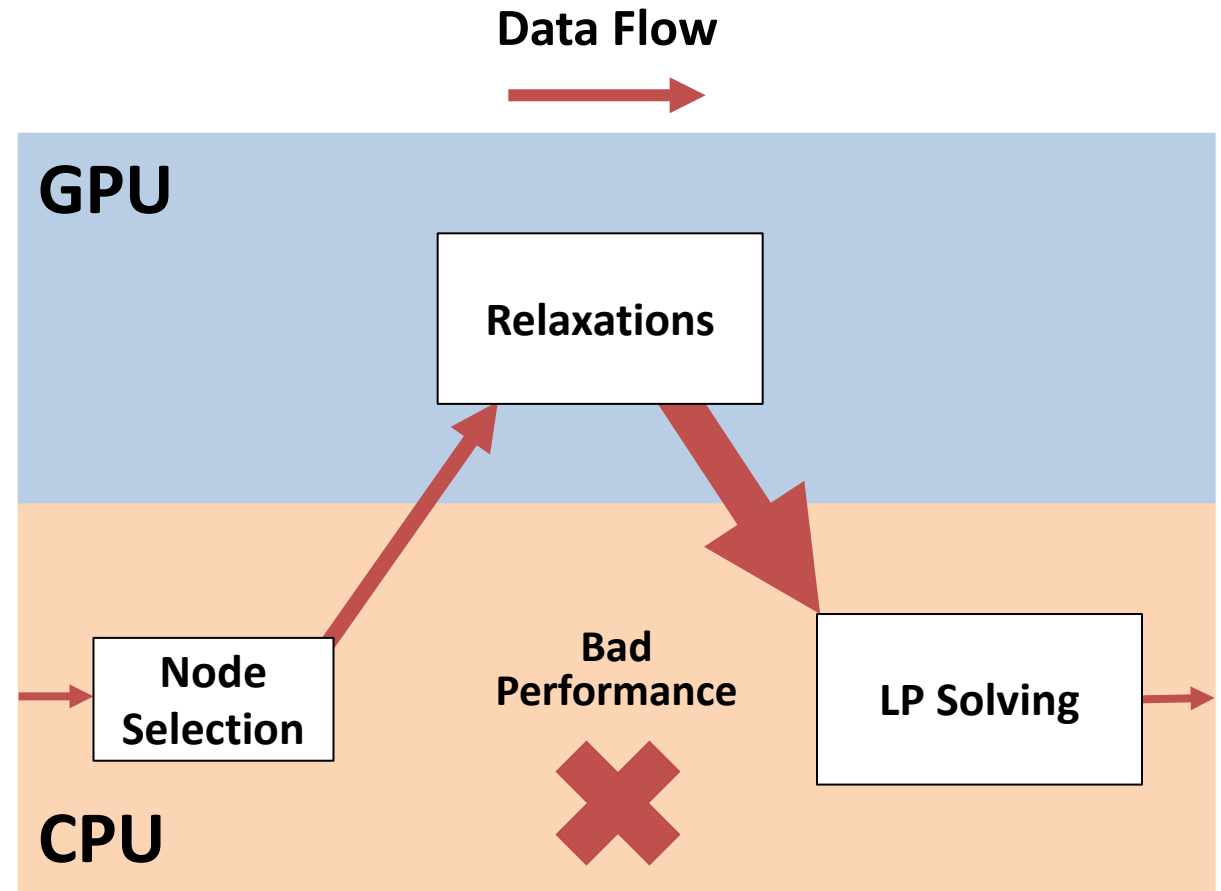 Data Flow
GPU
Relaxations
Node
Selection
Bad
Performance
LP Solving
CPU